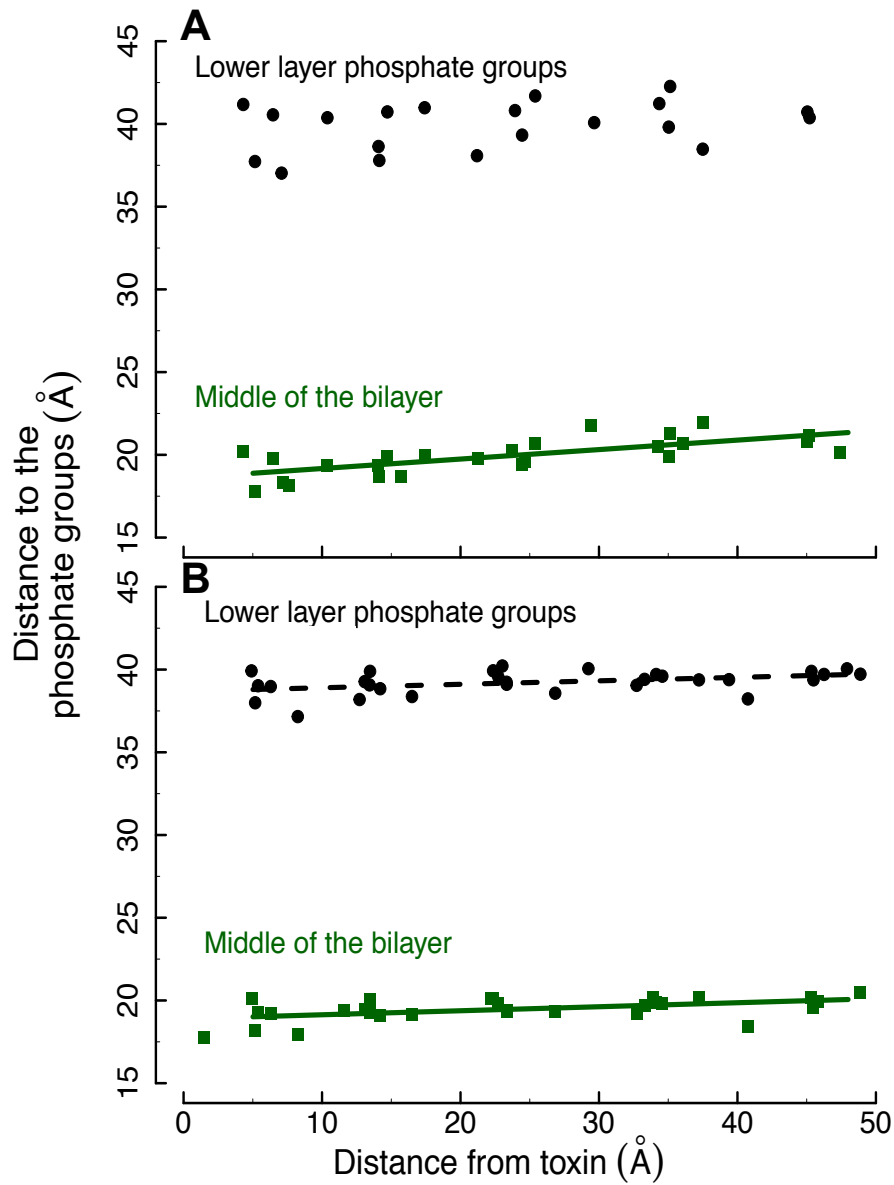 A
Lower layer phosphate groups
45
40
35
30
25
20
15
Middle of the bilayer
Distance to the
phosphate groups (Å)
B
Lower layer phosphate groups
45
40
35
30
25
20
15
Middle of the bilayer
0 10 20 30 40 50
Distance from toxin (Å)